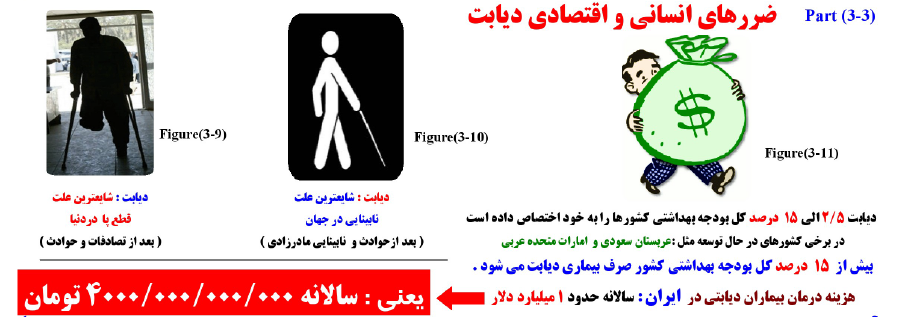 ضررهای انسانی و اقتصادی دیابت
Part (3-3)
Figure(3-9)
Figure(3-10)
$
Figure(3-11)
دیابت : شایعترین علت
قطع پا دردنیا
( بعد از تصادفات و حوادث )
دیابت : شایعترین علت
نابینایی در جهان
( بعد ازحوادث و نابینایی مادرزادی )
دیابت ۲/۵ الی ۱۵ درصد کل بودجه بهداشتی کشورها را به خود اختصاص داده است
در برخی کشورهای در حال توسعه مثل :عربستان سعودی و امارات متحده عربی
بیش از ۱۵ درصد کل بودجه بهداشتی کشور صرف بیماری دیابت می شود .
هزینه درمان بیماران دیابتی در ایران : سالانه حدود ۱ میلیارد دلار
یعنی : سالانه ۴۰۰۰/۰۰۰/۰۰۰/۰۰۰ تومان